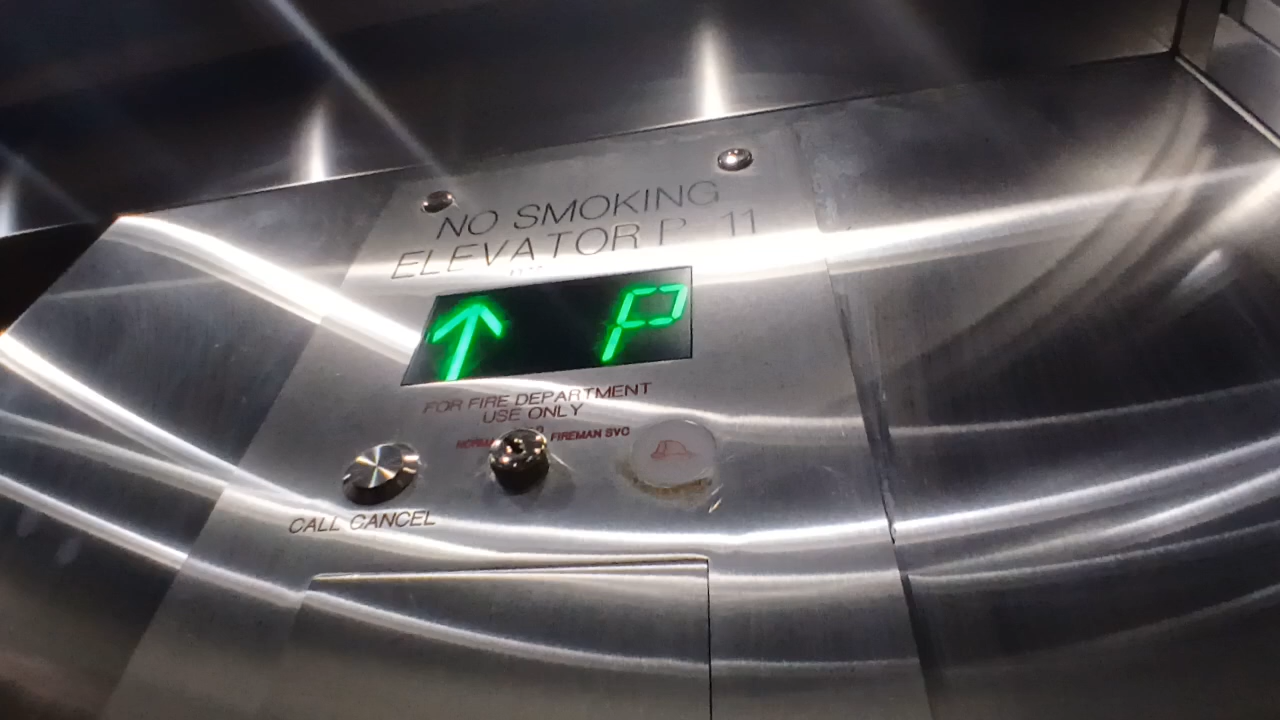 NO SMOKING
ELEVATOR P 11
↑ P
FOR FIRE DEPARTMENT
USE ONLY
FIREMAN SVC
CALL CANCEL